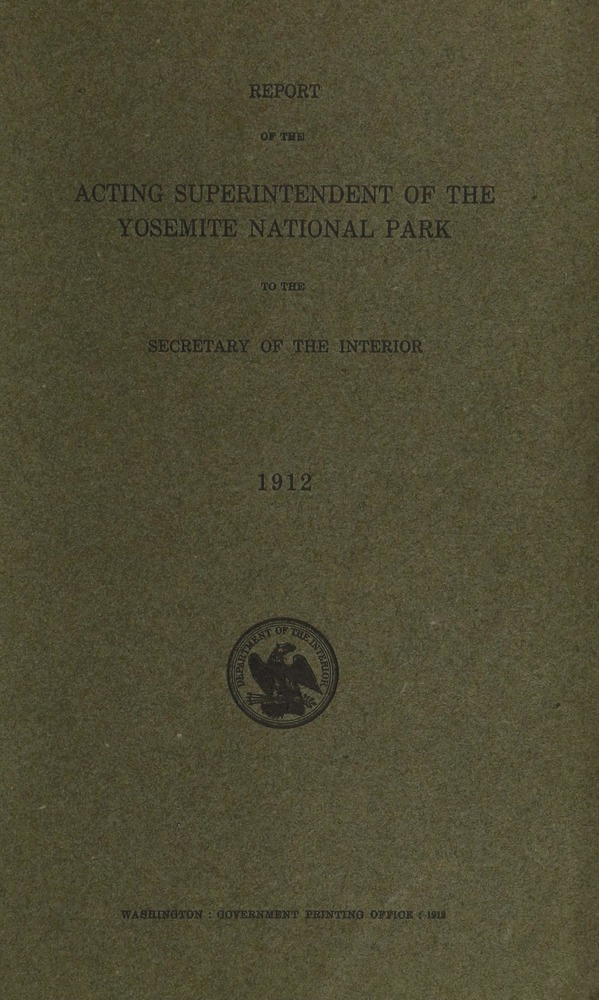 REPORT
OF THE
ACTING SUPERINTENDENT OF THE
YOSEMITE NATIONAL PARK
TO THE
SECRETARY OF THE INTERIOR
1912
DEPARTMENT OF THE INTERIOR
WASHINGTON : GOVERNMENT PRINTING OFFICE : 1912